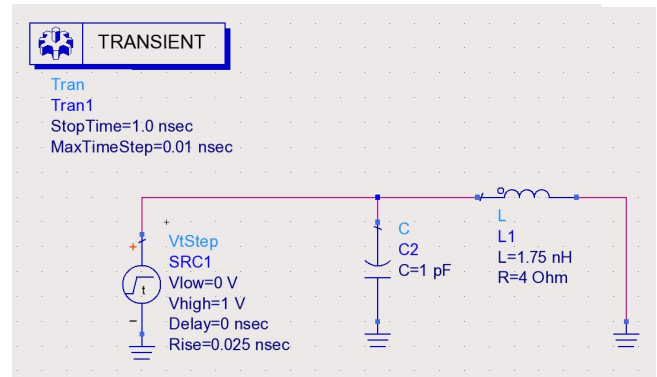 TRANSIENT
Tran
Tran1
StopTime=1.0 nsec
MaxTimeStep=0.01 nsec
+
+
t
−
VtStep
SRC1
Vlow=0 V
Vhigh=1 V
Delay=0 nsec
Rise=0.025 nsec
C
C2
C=1 pF
L
L1
L=1.75 nH
R=4 Ohm